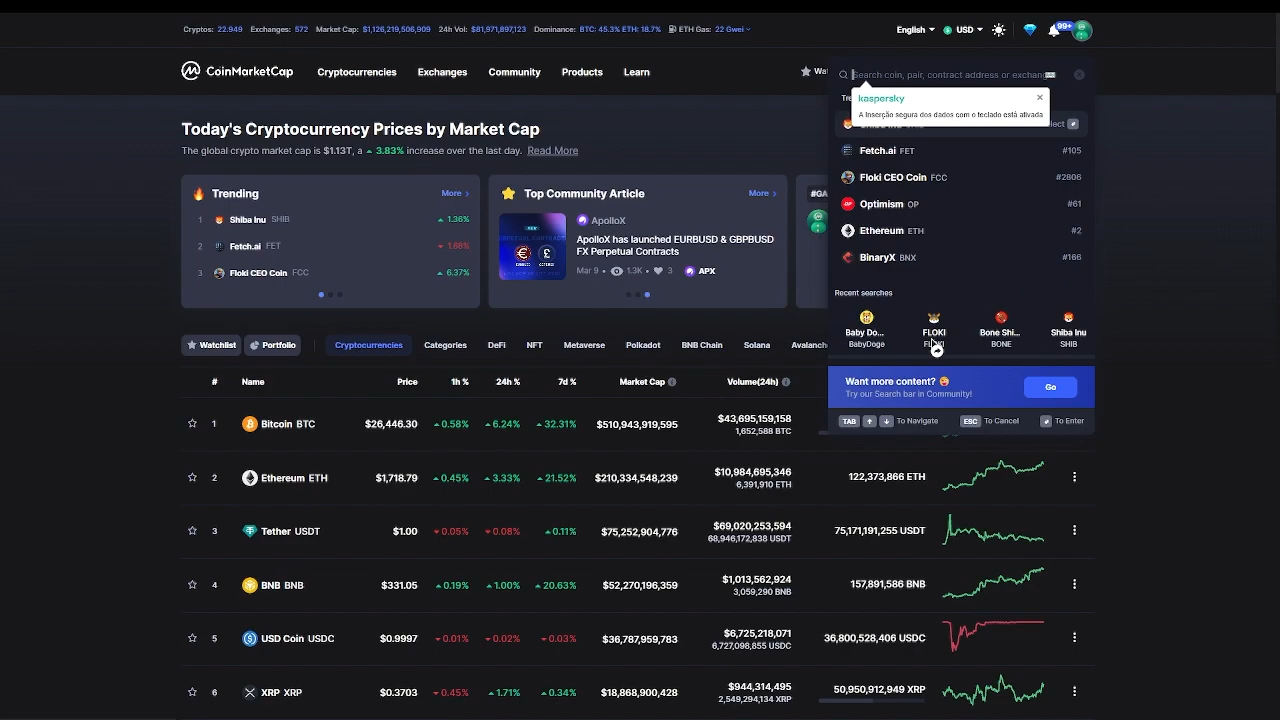 Cryptos: 22.949 Exchanges: 572 Market Cap: $1,126,219,506,909 24h Vol: $81,971,897,123 Dominance: BTC: 45.3% ETH: 18.7% ETH Gas: 22 Gwei
English USD 99+
CoinMarketCap Cryptocurrencies Exchanges Community Products Learn
Search coin, pair, contract address or exchang
kaspersky
A Inserção segura dos dados com o teclado está ativada
Today's Cryptocurrency Prices by Market Cap
The global crypto market cap is $1.13T, a 3.83% increase over the last day. Read More
Trending More
1 Shiba Inu SHIB 1.36%
2 Fetch.ai FET 1.68%
3 Floki CEO Coin FCC 6.37%
Top Community Article More
ApolloX
ApolloX has launched EURBUSD & GBPBUSD
FX Perpetual Contracts
Mar 9 • 1.3K • 3 APX
Fetch.ai FET #105
Floki CEO Coin FCC #2806
Optimism OP #61
Ethereum ETH #2
BinaryX BNX #166
Recent searches
Baby Do... FLOKI Bone Shi... Shiba Inu
BabyDoge FLOKI BONE SHIB
Want more content?
Try our Search bar in Community!
Go
TAB To Navigate ESC To Cancel To Enter
Watchlist Portfolio Cryptocurrencies Categories DeFi NFT Metaverse Polkadot BNB Chain Solana Avalanch
# Name Price 1h % 24h % 7d % Market Cap Volume(24h)
1 Bitcoin BTC $26,446.30 0.58% 6.24% 32.31% $510,943,919,595 $43,695,159,158
1,652,588 BTC
2 Ethereum ETH $1,718.79 0.45% 3.33% 21.52% $210,334,548,239 $10,984,695,346 122,373,866 ETH
6,391,910 ETH
3 Tether USDT $1.00 0.05% 0.08% 0.11% $75,252,904,776 $69,020,253,594 75,171,191,255 USDT
68,946,172,838 USDT
4 BNB BNB $331.05 0.19% 1.00% 20.63% $52,270,196,359 $1,013,562,924 157,891,586 BNB
3,059,290 BNB
5 USD Coin USDC $0.9997 0.01% 0.02% 0.03% $36,787,959,783 $6,725,218,071 36,800,528,406 USDC
6,727,098,855 USDC
6 XRP XRP $0.3703 0.45% 1.71% 0.34% $18,868,900,428 $944,314,495 50,950,912,949 XRP
2,549,294,134 XRP